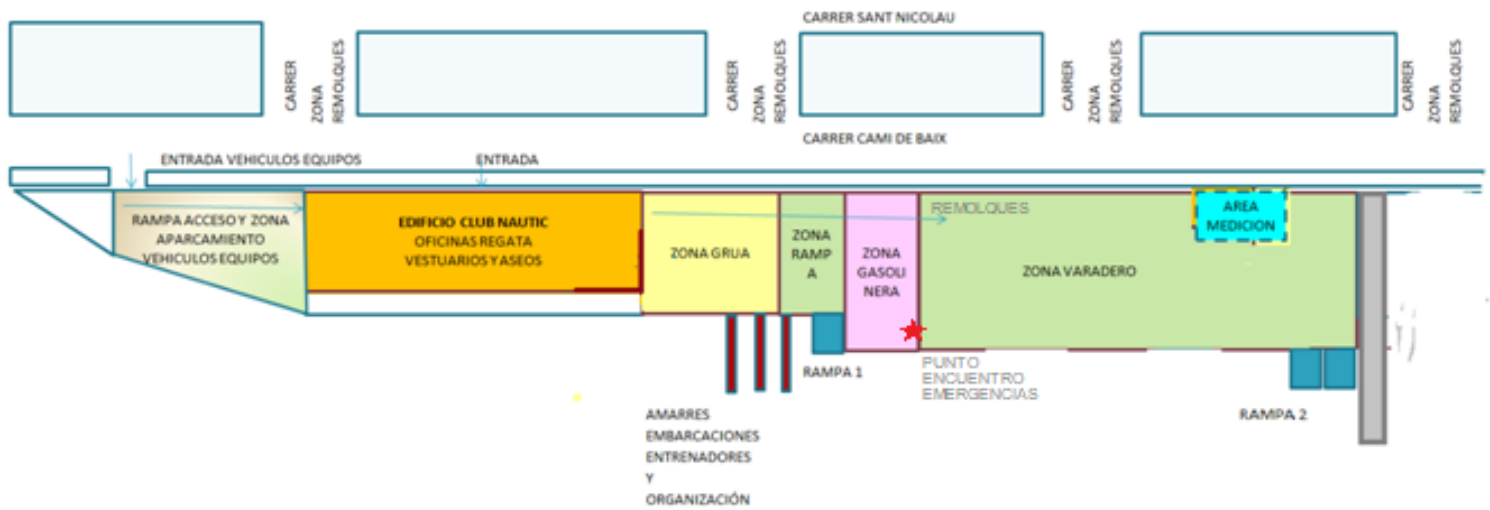 CARRER SANT NICOLAU
CARRER
ZONA
REMOLQUES
CARRER
ZONA
REMOLQUES
CARRER
ZONA
REMOLQUES
CARRER
ZONA
REMOLQUES
CARRER CAMI DE BAIX
ENTRADA VEHICULOS EQUIPOS
ENTRADA
RAMPA ACCESO Y ZONA
APARCAMIENTO
VEHICULOS EQUIPOS
EDIFICIO CLUB NAUTIC
OFICINAS REGATA
VESTUARIOS Y ASEOS
ZONA GRUA
ZONA
RAMP
A
ZONA
GASOLI
NERA
REMOLQUES
ZONA VARADERO
AREA
MEDICION
RAMPA 1
PUNTO
ENCUENTRO
EMERGENCIAS
RAMPA 2
AMARRES
EMBARCACIONES
ENTRENADORES
Y
ORGANIZACIÓN